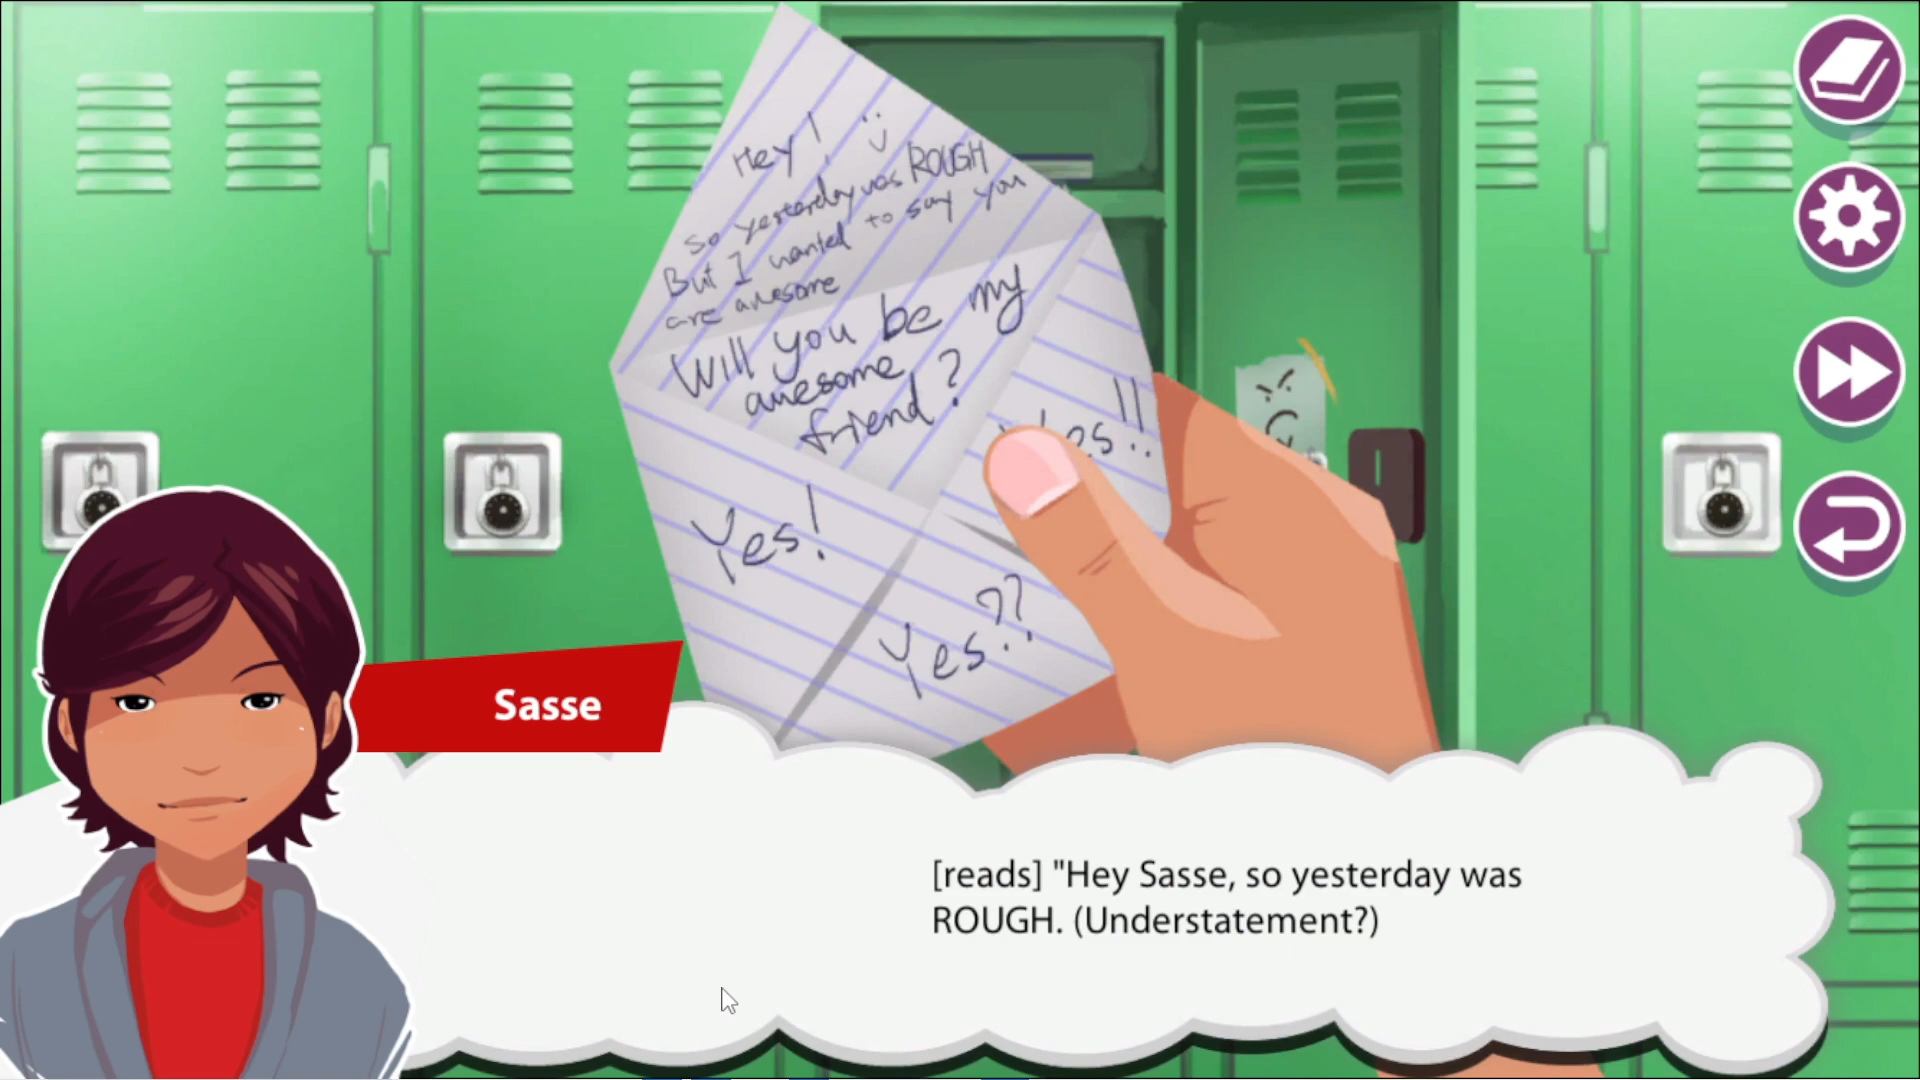 Hey! :)
So yesterday was ROUGH
But I wanted to say you
are awesome
Will you be my
awesome
friend?
Yes!!
Yes!
Yes??
Sasse
[reads] "Hey Sasse, so yesterday was
ROUGH. (Understatement?)